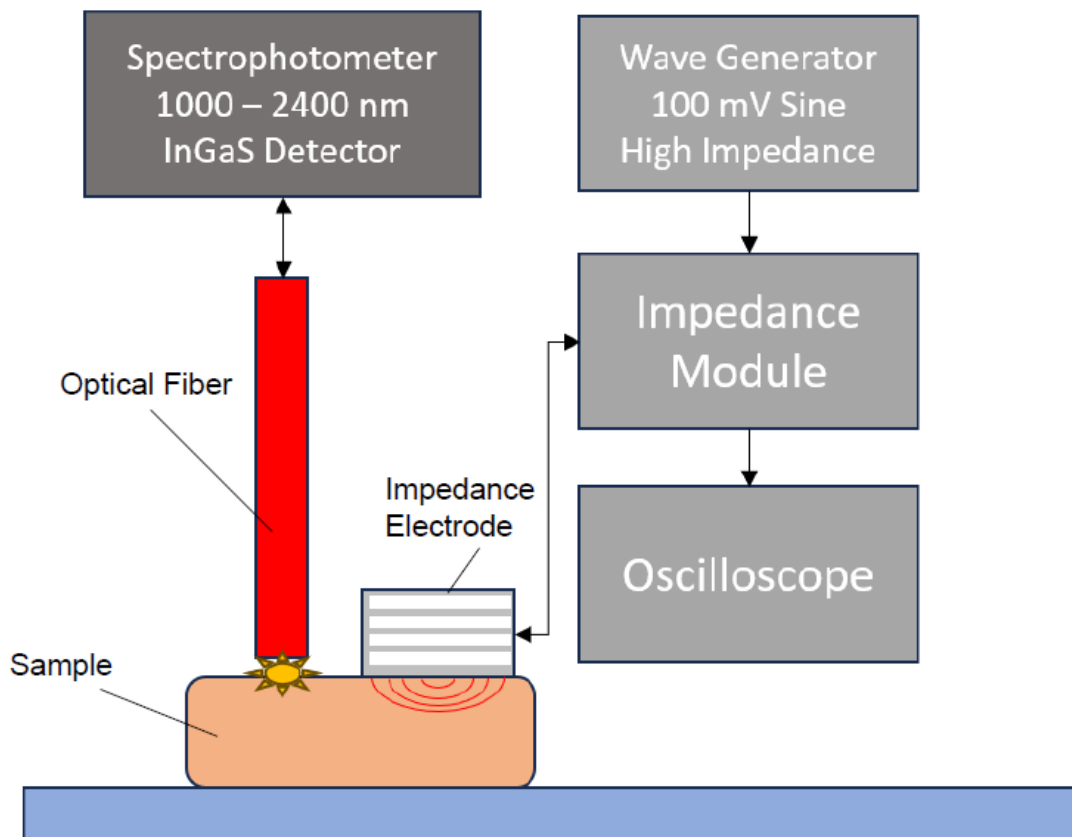 Spectrophotometer
1000 – 2400 nm
InGaS Detector
Wave Generator
100 mV Sine
High Impedance
Impedance
Module
Optical Fiber
Impedance
Electrode
Oscilloscope
Sample